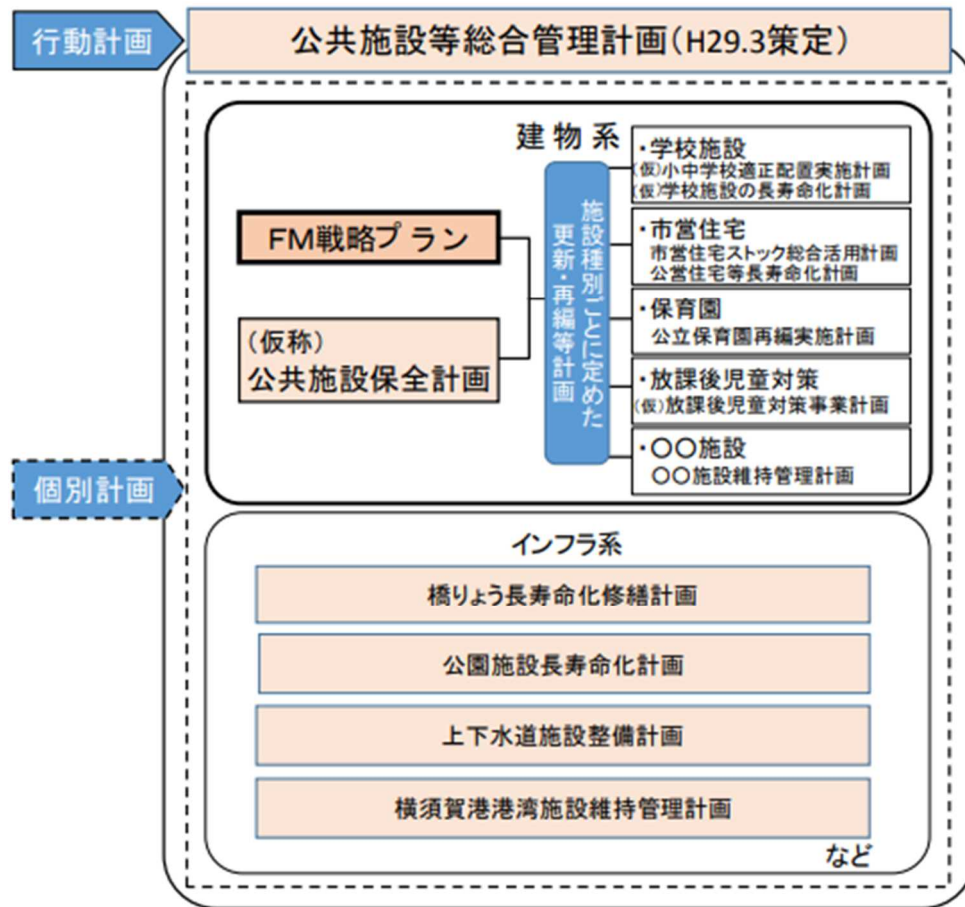 行動計画
公共施設等総合管理計画(H29.3策定)
建物系
FM戦略プラン
(仮称)
公共施設保全計画
施設種別ごとに定めた
更新・再編等計画
・学校施設
(仮)小中学校適正配置実施計画
(仮)学校施設の長寿命化計画
・市営住宅
市営住宅ストック総合活用計画
公営住宅等長寿命化計画
・保育園
公立保育園再編実施計画
・放課後児童対策
(仮)放課後児童対策事業計画
・〇〇施設
〇〇施設維持管理計画
個別計画
インフラ系
橋りょう長寿命化修繕計画
公園施設長寿命化計画
上下水道施設整備計画
横須賀港港湾施設維持管理計画
など